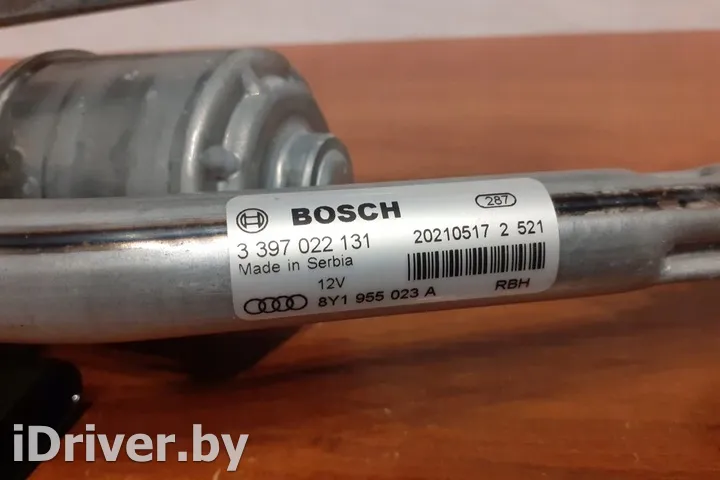 BOSCH
287
3 397 022 131
20210517 2 521
Made in Serbia
12V
8Y1 955 023 A
RBH
iDriver.by